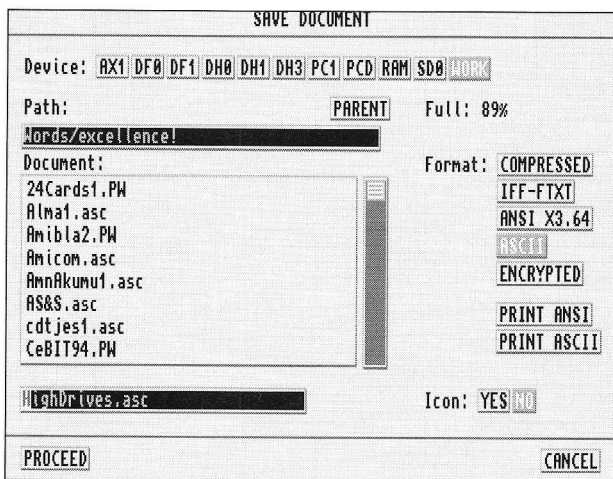 SAVE DOCUMENT
Device: AX1 DF0 DF1 DH0 DH1 DH3 PC1 PCD RAM SD0 WORK
Path: PARENT Full: 89%
Words/excellence!
Document: Format: COMPRESSED
24Cards1.PW IFF-FTXT
Alma1.asc ANSI X3.64
Amibla2.PW ASCII
Amicom.asc ENCRYPTED
AmnAkumu1.asc
AS&S.asc PRINT ANSI
cdtjes1.asc PRINT ASCII
CeBIT94.PW
HighDrives.asc Icon: YES NO
PROCEED CANCEL